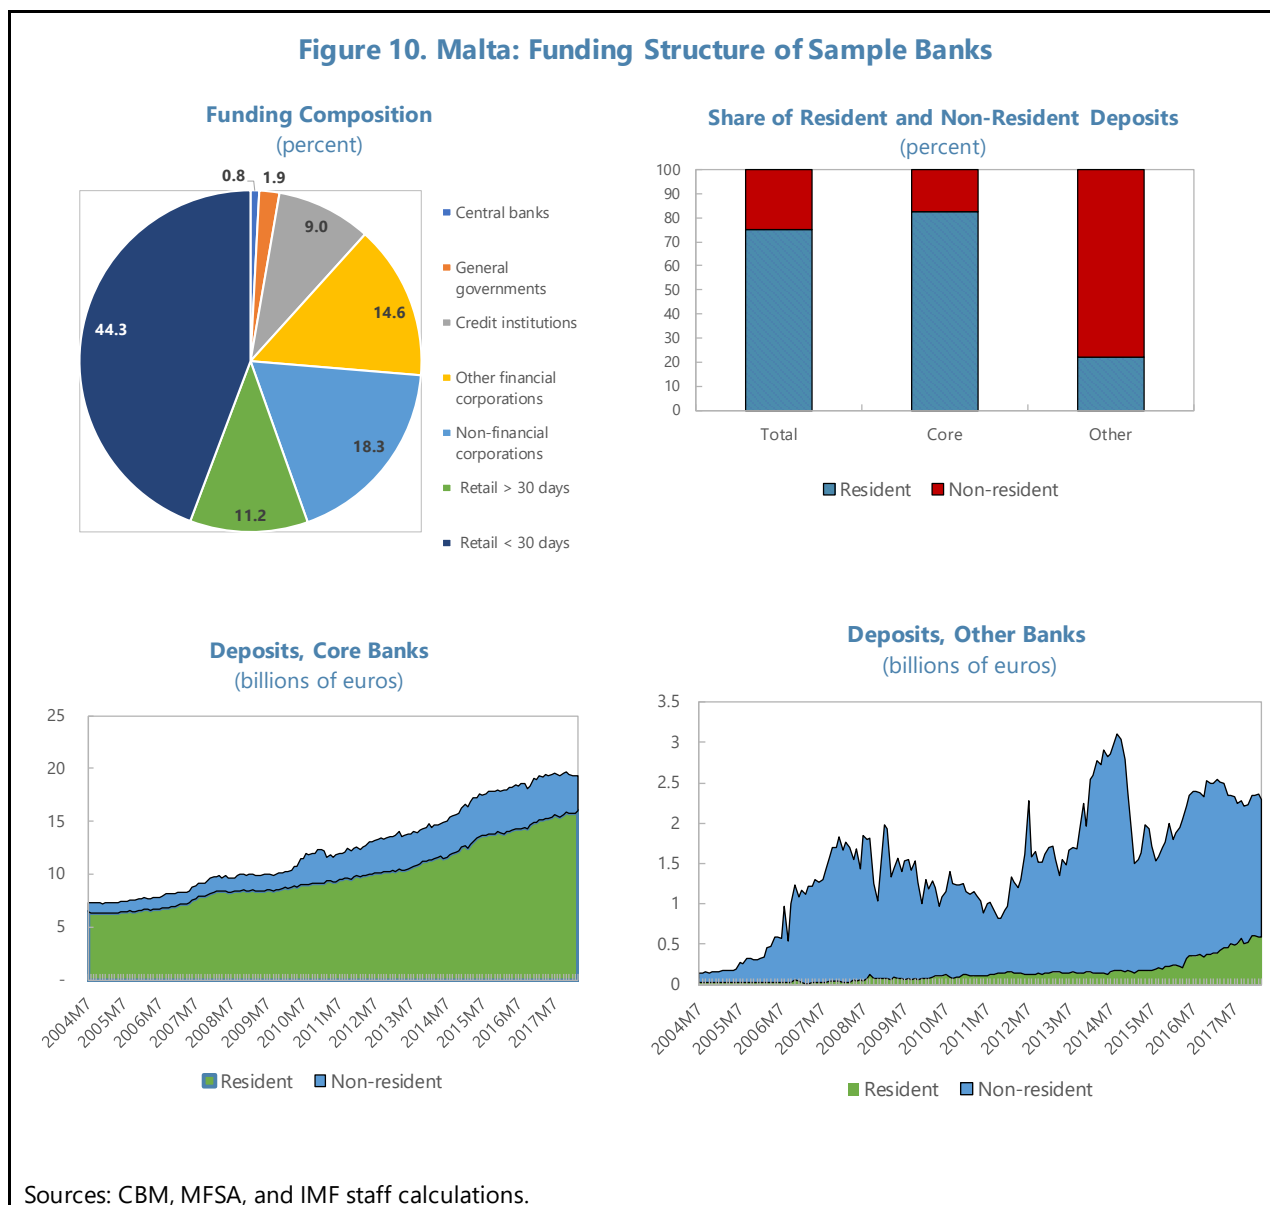 Figure 10. Malta: Funding Structure of Sample Banks
Funding Composition
(percent)
0.8
1.9
9.0
14.6
18.3
11.2
44.3
Central banks
General
governments
Credit institutions
Other financial
corporations
Non-financial
corporations
Retail > 30 days
Retail < 30 days
Share of Resident and Non-Resident Deposits
(percent)
100
90
80
70
60
50
40
30
20
10
0
Total
Core
Other
Resident
Non-resident
Deposits, Core Banks
(billions of euros)
25
20
15
10
5
-
2004M7
2005M7
2006M7
2007M7
2008M7
2009M7
2010M7
2011M7
2012M7
2013M7
2014M7
2015M7
2016M7
2017M7
Resident
Non-resident
Deposits, Other Banks
(billions of euros)
3.5
3
2.5
2
1.5
1
0.5
0
2004M7
2005M7
2006M7
2007M7
2008M7
2009M7
2010M7
2011M7
2012M7
2013M7
2014M7
2015M7
2016M7
2017M7
Resident
Non-resident
Sources: CBM, MFSA, and IMF staff calculations.